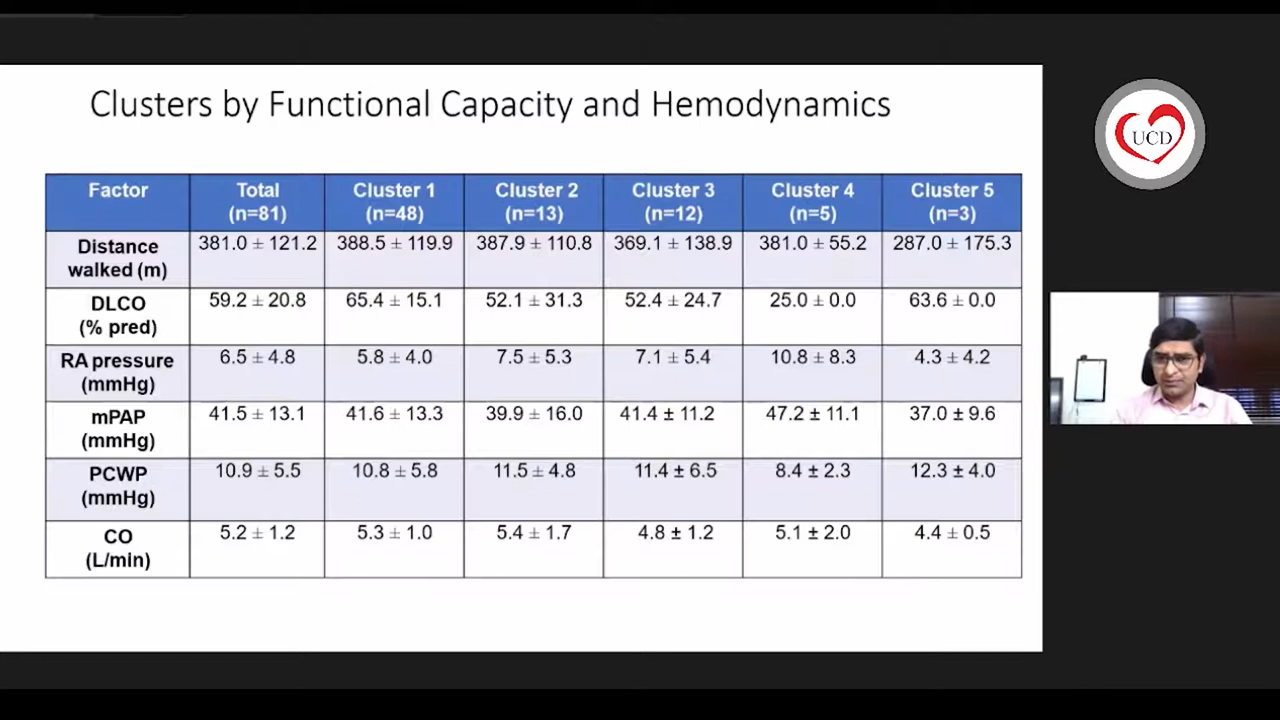 Clusters by Functional Capacity and Hemodynamics
UCD
Factor Total Cluster 1 Cluster 2 Cluster 3 Cluster 4 Cluster 5
(n=81) (n=48) (n=13) (n=12) (n=5) (n=3)
Distance 381.0 ± 121.2 388.5 ± 119.9 387.9 ± 110.8 369.1 ± 138.9 381.0 ± 55.2 287.0 ± 175.3
walked (m)
DLCO 59.2 ± 20.8 65.4 ± 15.1 52.1 ± 31.3 52.4 ± 24.7 25.0 ± 0.0 63.6 ± 0.0
(% pred)
RA pressure 6.5 ± 4.8 5.8 ± 4.0 7.5 ± 5.3 7.1 ± 5.4 10.8 ± 8.3 4.3 ± 4.2
(mmHg)
mPAP 41.5 ± 13.1 41.6 ± 13.3 39.9 ± 16.0 41.4 ± 11.2 47.2 ± 11.1 37.0 ± 9.6
(mmHg)
PCWP 10.9 ± 5.5 10.8 ± 5.8 11.5 ± 4.8 11.4 ± 6.5 8.4 ± 2.3 12.3 ± 4.0
(mmHg)
CO 5.2 ± 1.2 5.3 ± 1.0 5.4 ± 1.7 4.8 ± 1.2 5.1 ± 2.0 4.4 ± 0.5
(L/min)